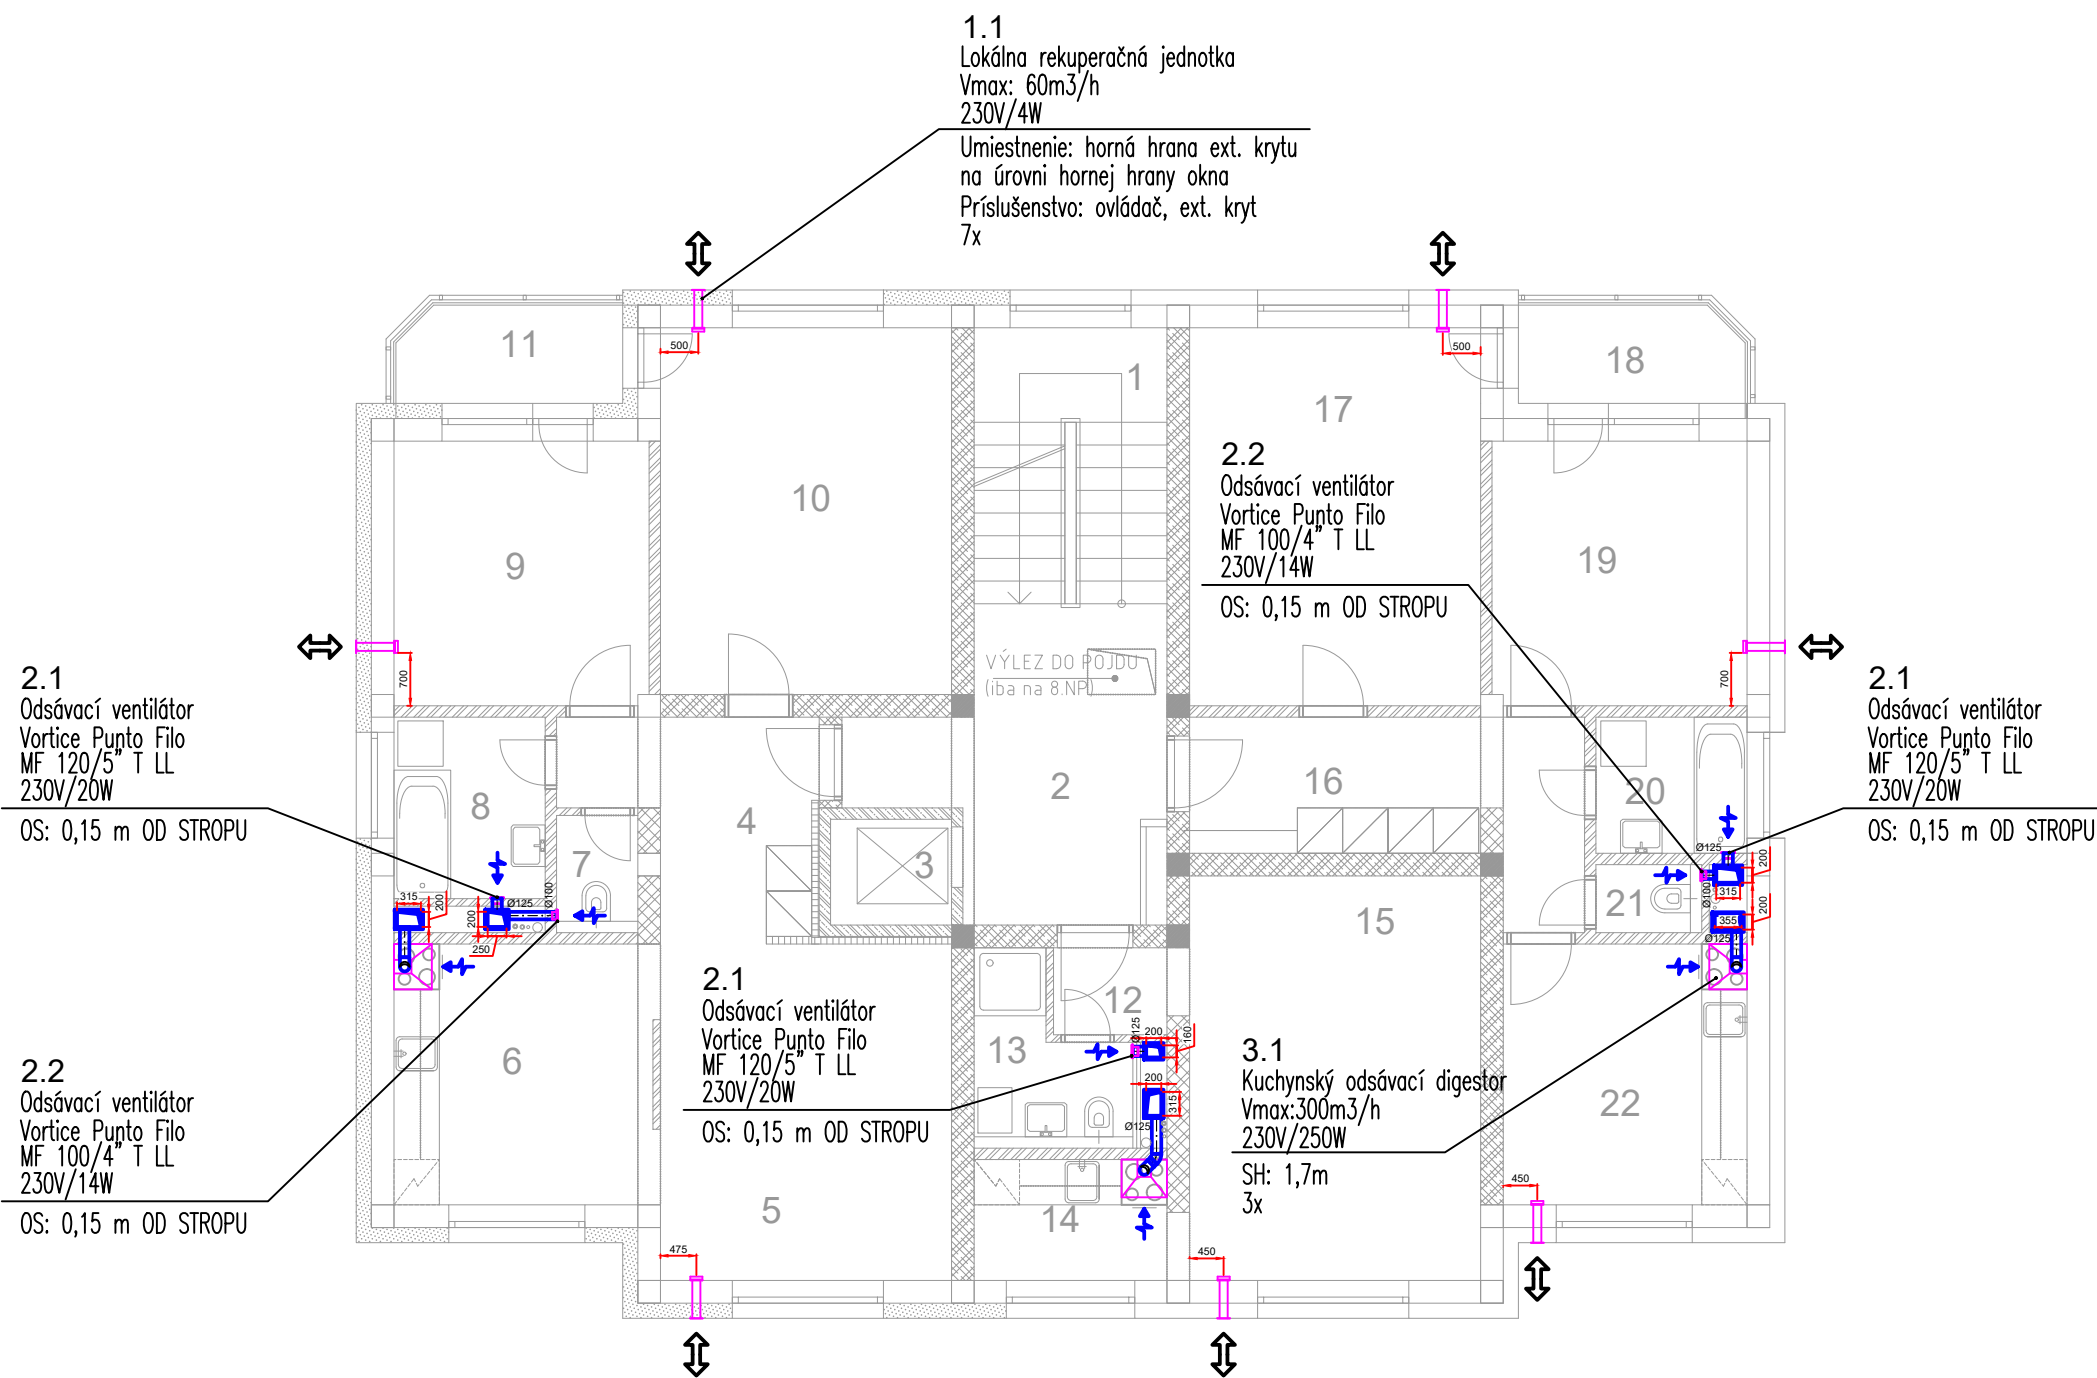 1.1
Lokálna rekuperačná jednotka
Vmax: 60m3/h
230V/4W
Umiestnenie: horná hrana ext. krytu
na úrovni hornej hrany okna
Príslušenstvo: ovládač, ext. kryt
7x
11
500
1
500
18
17
2.2
Odsávací ventilátor
Vortice Punto Filo
MF 100/4" T LL
230V/14W
OS: 0,15 m OD STROPU
10
9
19
VÝLEZ DO POJDU
(iba na 8.NP)
700
700
2.1
Odsávací ventilátor
Vortice Punto Filo
MF 120/5" T LL
230V/20W
OS: 0,15 m OD STROPU
2.1
Odsávací ventilátor
Vortice Punto Filo
MF 120/5" T LL
230V/20W
OS: 0,15 m OD STROPU
8
4
2
16
20
7
3
15
21
315
200
200
Ø125
Ø100
250
Ø125
200
Ø100
315
200
355
Ø125
2.1
Odsávací ventilátor
Vortice Punto Filo
MF 120/5" T LL
230V/20W
OS: 0,15 m OD STROPU
12
13
Ø125
200
160
200
315
Ø125
3.1
Kuchynský odsávací digestor
Vmax:300m3/h
230V/250W
SH: 1,7m
3x
6
22
2.2
Odsávací ventilátor
Vortice Punto Filo
MF 100/4" T LL
230V/14W
OS: 0,15 m OD STROPU
5
14
450
475
450